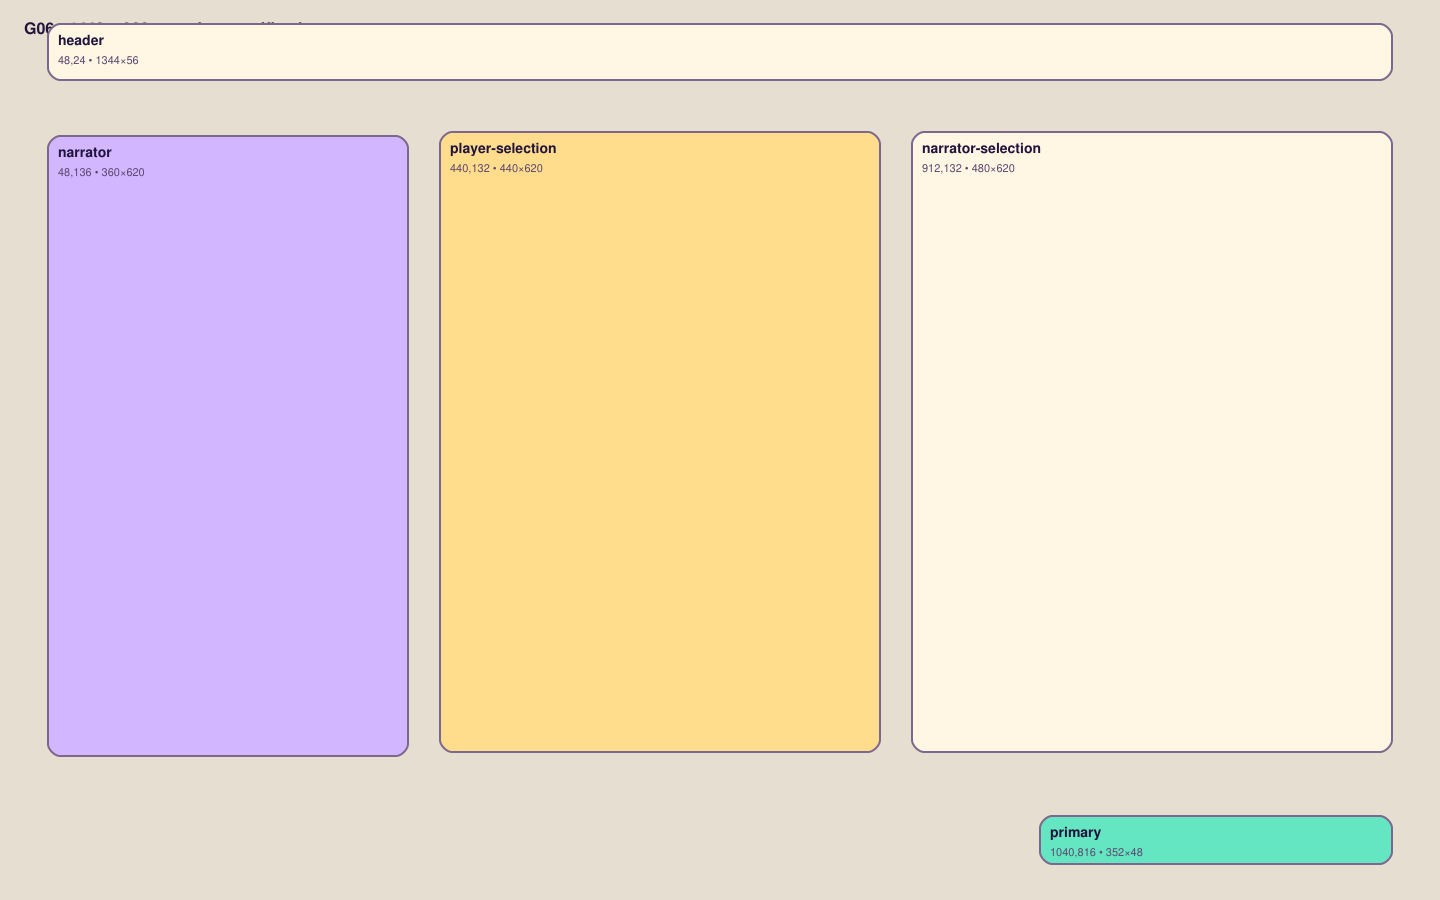 header
48,24 • 1344×56
narrator
48,136 • 360×620
player-selection
440,132 • 440×620
narrator-selection
912,132 • 480×620
primary
1040,816 • 352×48